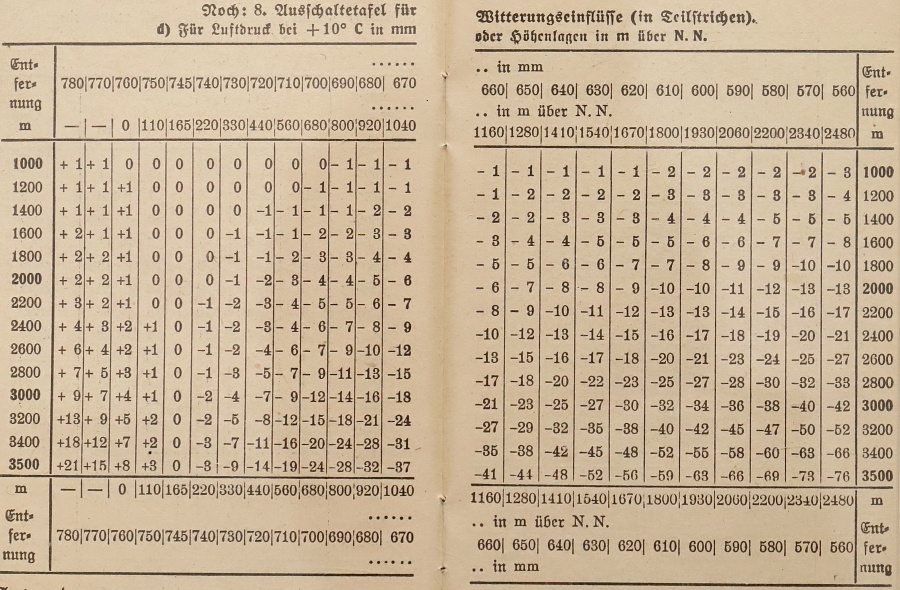 Noch: 8. Ausschaltetafel für
d) Für Luftdruck bei +10° C in mm
Ent-
fer-
nung
m
......
780|770|760|750|745|740|730|720|710|700|690|680| 670
......
—|—| 0 |110|165|220|330|440|560|680|800|920|1040
1000 + 1 + 1 0 0 0 0 0 0 0 0 - 1 - 1 - 1
1200 + 1 + 1 +1 0 0 0 0 0 0 - 1 - 1 - 1 - 1
1400 + 1 + 1 +1 0 0 0 0 -1 - 1 - 1 - 1 - 2 - 2
1600 + 2 + 1 +1 0 0 0 -1 -1 - 1 - 2 - 2 - 3 - 3
1800 + 2 + 2 +1 0 0 0 -1 -1 - 2 - 3 - 3 - 4 - 4
2000 + 2 + 2 +1 0 0 0 -1 -2 - 3 - 4 - 4 - 5 - 6
2200 + 3 + 2 +1 0 0 -1 -2 -3 - 4 - 5 - 5 - 6 - 7
2400 + 4 + 3 +2 +1 0 -1 -2 -3 - 4 - 6 - 7 - 8 - 9
2600 + 6 + 4 +2 +1 0 -1 -2 -4 - 6 - 7 - 9 -10 -12
2800 + 7 + 5 +3 +1 0 -1 -3 -5 - 7 - 9 -11 -13 -15
3000 + 9 + 7 +4 +1 0 -2 -4 -7 - 9 -12 -14 -16 -18
3200 +13 + 9 +5 +2 0 -2 -5 -8 -12 -15 -18 -21 -24
3400 +18 +12 +7 +2 0 -3 -7 -11 -16 -20 -24 -28 -31
3500 +21 +15 +8 +3 0 -3 -9 -14 -19 -24 -28 -32 -37
m —|—| 0 |110|165|220|330|440|560|680|800|920|1040
Ent-
fer-
nung
......
780|770|760|750|745|740|730|720|710|700|690|680| 670
......
Witterungseinflüsse (in Teilstrichen).
oder Höhenlagen in m über N. N.
.. in mm
660| 650| 640| 630| 620| 610| 600| 590| 580| 570| 560
.. in m über N. N.
1160|1280|1410|1540|1670|1800|1930|2060|2200|2340|2480
Ent-
fer-
nung
m
- 1 - 1 - 1 - 1 - 1 - 2 - 2 - 2 - 2 - 2 - 3 1000
- 1 - 2 - 2 - 2 - 2 - 3 - 3 - 3 - 3 - 3 - 4 1200
- 2 - 2 - 3 - 3 - 3 - 4 - 4 - 4 - 5 - 5 - 5 1400
- 3 - 4 - 4 - 5 - 5 - 5 - 6 - 6 - 7 - 7 - 8 1600
- 5 - 5 - 6 - 6 - 7 - 7 - 8 - 9 - 9 -10 -10 1800
- 6 - 7 - 8 - 8 - 9 -10 -10 -11 -12 -13 -13 2000
- 8 - 9 -10 -11 -12 -13 -13 -14 -15 -16 -17 2200
-10 -12 -13 -14 -15 -16 -17 -18 -19 -20 -21 2400
-13 -15 -16 -17 -18 -20 -21 -23 -24 -25 -27 2600
-17 -18 -20 -22 -23 -25 -27 -28 -30 -32 -33 2800
-21 -23 -25 -27 -30 -32 -34 -36 -38 -40 -42 3000
-27 -29 -32 -35 -38 -40 -42 -45 -47 -50 -52 3200
-35 -38 -42 -45 -48 -52 -55 -58 -60 -63 -66 3400
-41 -44 -48 -52 -56 -59 -63 -66 -69 -73 -76 3500
1160|1280|1410|1540|1670|1800|1930|2060|2200|2340|2480 m
.. in m über N. N.
660| 650| 640| 630| 620| 610| 600| 590| 580| 570| 560
.. in mm
Ent-
fer-
nung